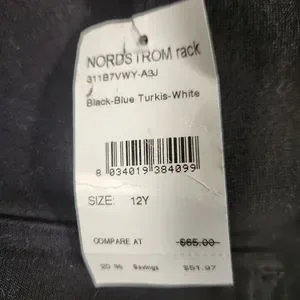 NORDSTROM rack
311B7VWY-A3J
Black-Blue Turkis-White
8 034019 384099
SIZE: 12Y
COMPARE AT $65.00
Savings $51.97